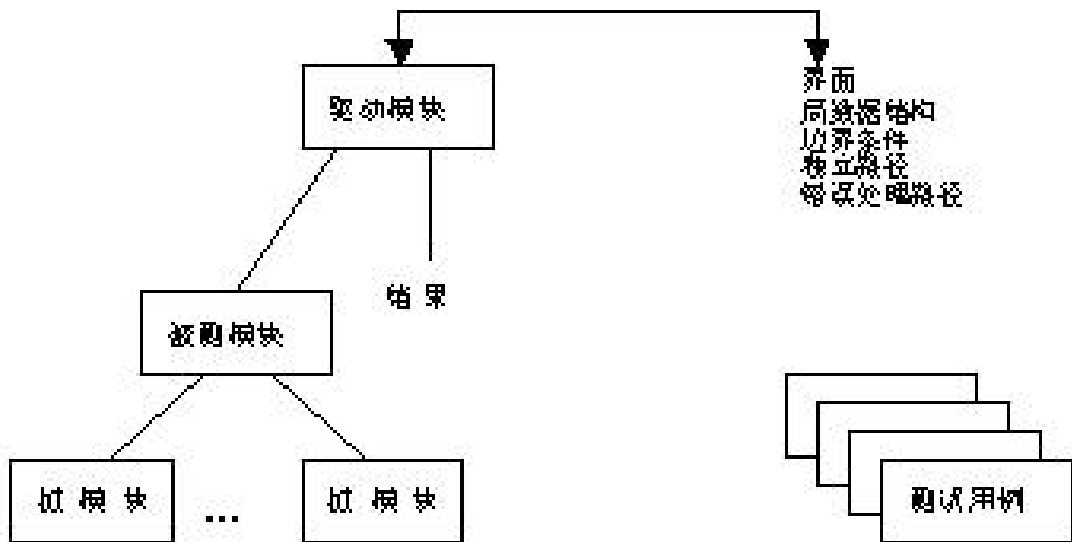 驱动模块
界面
局部数据结构
边界条件
独立路径
错误处理路径
结果
被测模块
桩模块
...
桩模块
测试用例